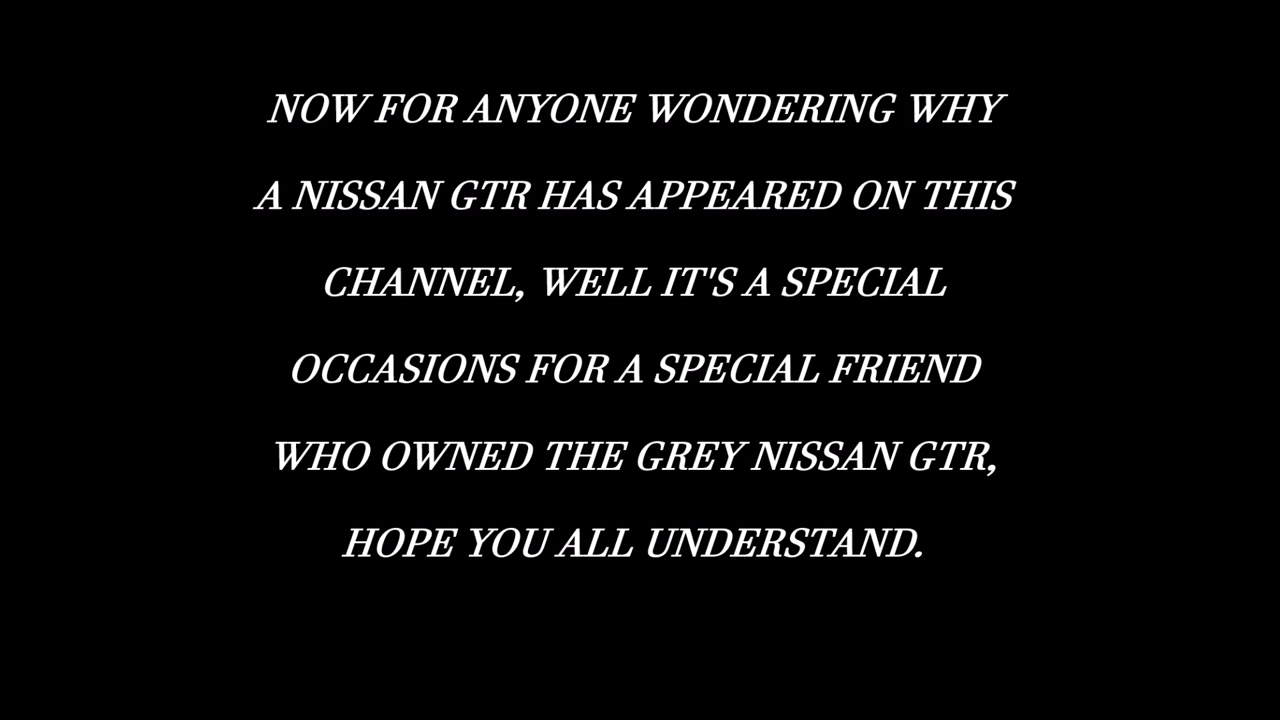 NOW FOR ANYONE WONDERING WHY
A NISSAN GTR HAS APPEARED ON THIS
CHANNEL, WELL IT'S A SPECIAL
OCCASIONS FOR A SPECIAL FRIEND
WHO OWNED THE GREY NISSAN GTR,
HOPE YOU ALL UNDERSTAND.